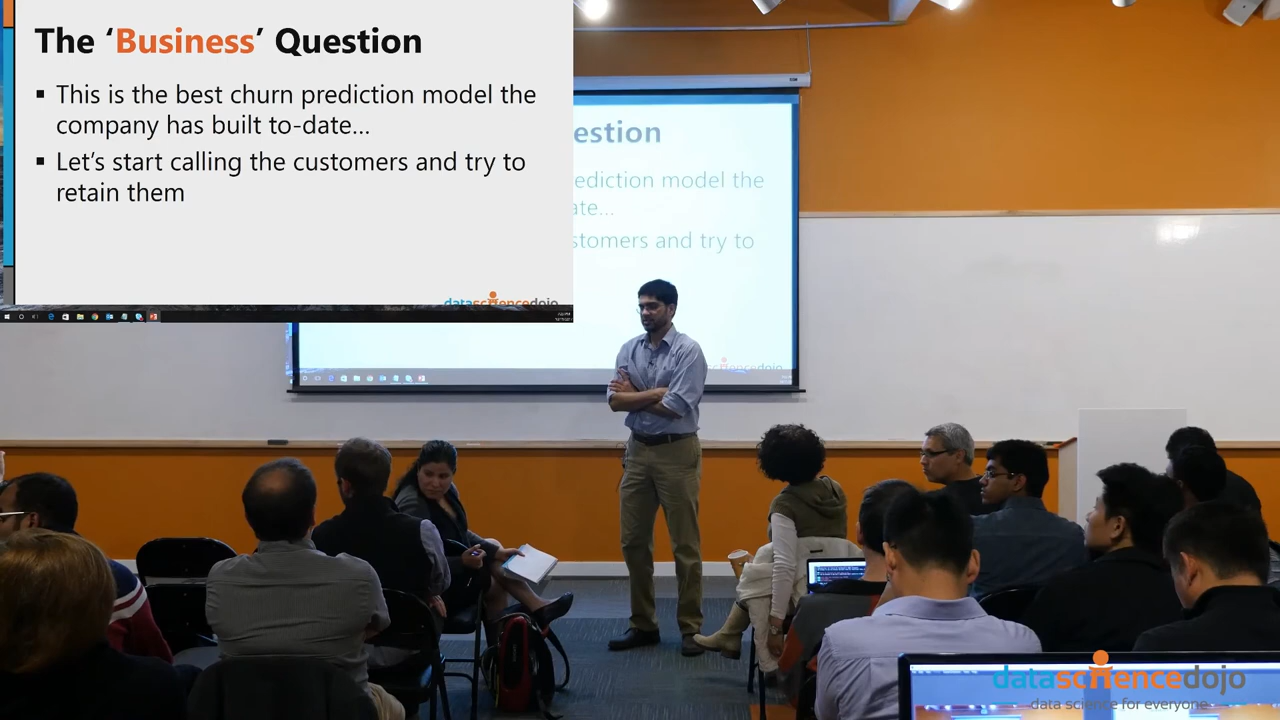 The ‘Business’ Question
▪ This is the best churn prediction model the
company has built to-date...
▪ Let's start calling the customers and try to
retain them
datasciencedojo
estion
ediction model the
ate...
stomers and try to
sciencedojo
datasciencedojo
data science for everyone